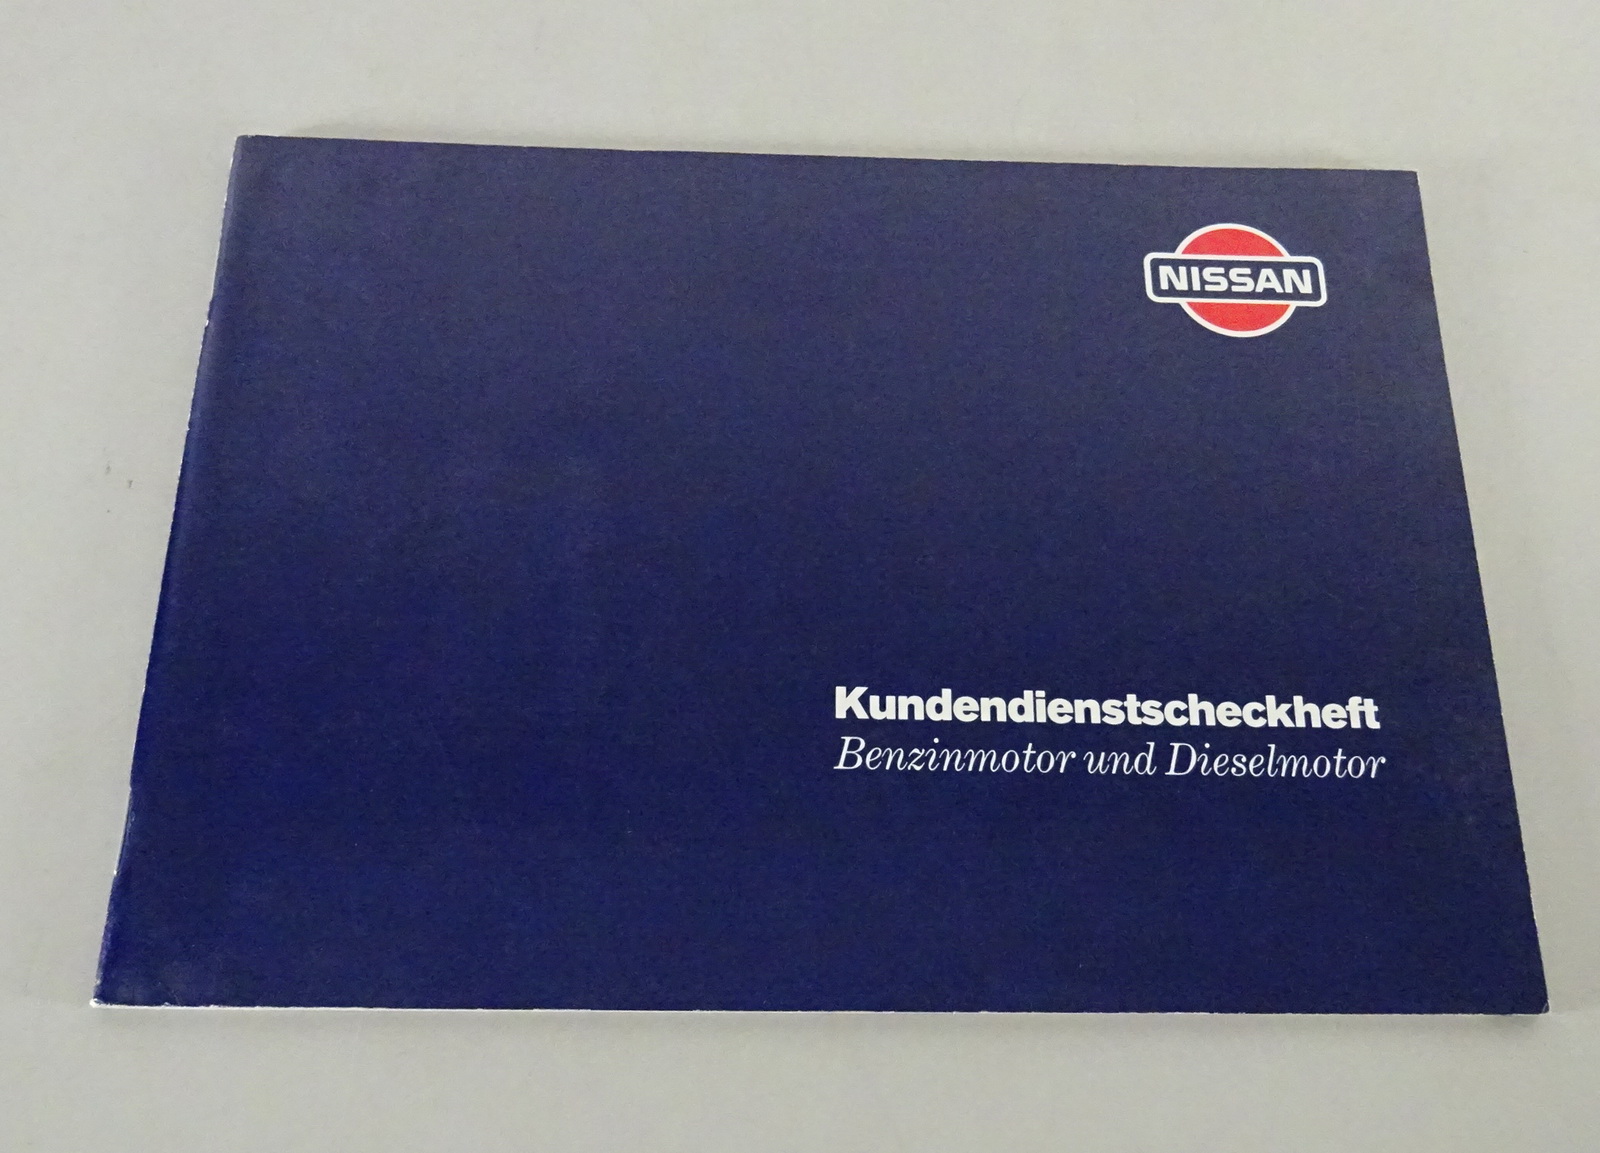 NISSAN
Kundendienstscheckheft
Benzinmotor und Dieselmotor